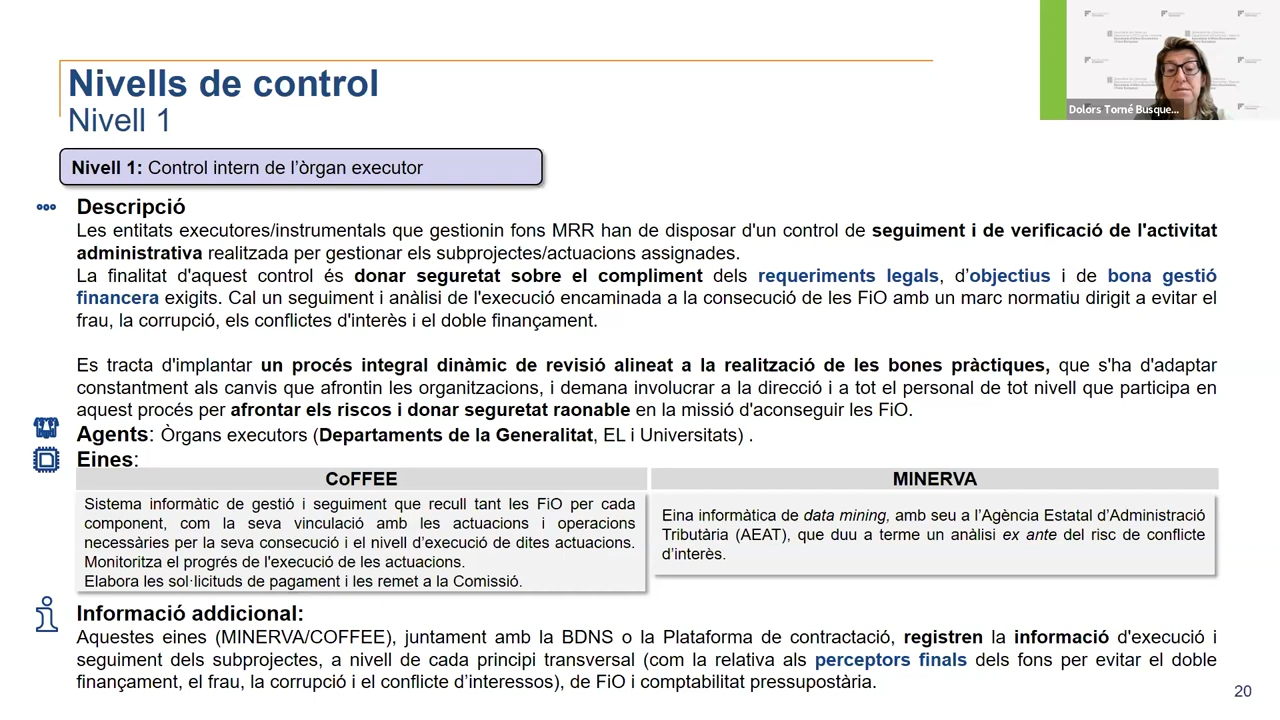 Nivells de control
Nivell 1
Dolors Torné Busque...
Nivell 1: Control intern de l'òrgan executor
Descripció
Les entitats executores/instrumentals que gestionin fons MRR han de disposar d'un control de seguiment i de verificació de l'activitat
administrativa realitzada per gestionar els subprojectes/actuacions assignades.
La finalitat d'aquest control és donar seguretat sobre el compliment dels requeriments legals, d'objectius i de bona gestió
financera exigits. Cal un seguiment i anàlisi de l'execució encaminada a la consecució de les FiO amb un marc normatiu dirigit a evitar el
frau, la corrupció, els conflictes d'interès i el doble finançament.
Es tracta d'implantar un procés integral dinàmic de revisió alineat a la realització de les bones pràctiques, que s'ha d'adaptar
constantment als canvis que afrontin les organitzacions, i demana involucrar a la direcció i a tot el personal de tot nivell que participa en
aquest procés per afrontar els riscos i donar seguretat raonable en la missió d'aconseguir les FiO.
Agents: Òrgans executors (Departaments de la Generalitat, EL i Universitats) .
Eines:
CoFFEE
Sistema informàtic de gestió i seguiment que recull tant les FiO per cada
component, com la seva vinculació amb les actuacions i operacions
necessàries per la seva consecució i el nivell d'execució de dites actuacions.
Monitoritza el progrés de l'execució de les actuacions.
Elabora les sol·licituds de pagament i les remet a la Comissió.
MINERVA
Eina informàtica de data mining, amb seu a l'Agència Estatal d'Administració
Tributària (AEAT), que duu a terme un anàlisi ex ante del risc de conflicte
d'interès.
Informació addicional:
Aquestes eines (MINERVA/COFFEE), juntament amb la BDNS o la Plataforma de contractació, registren la informació d'execució i
seguiment dels subprojectes, a nivell de cada principi transversal (com la relativa als perceptors finals dels fons per evitar el doble
finançament, el frau, la corrupció i el conflicte d'interessos), de FiO i comptabilitat pressupostària.
20